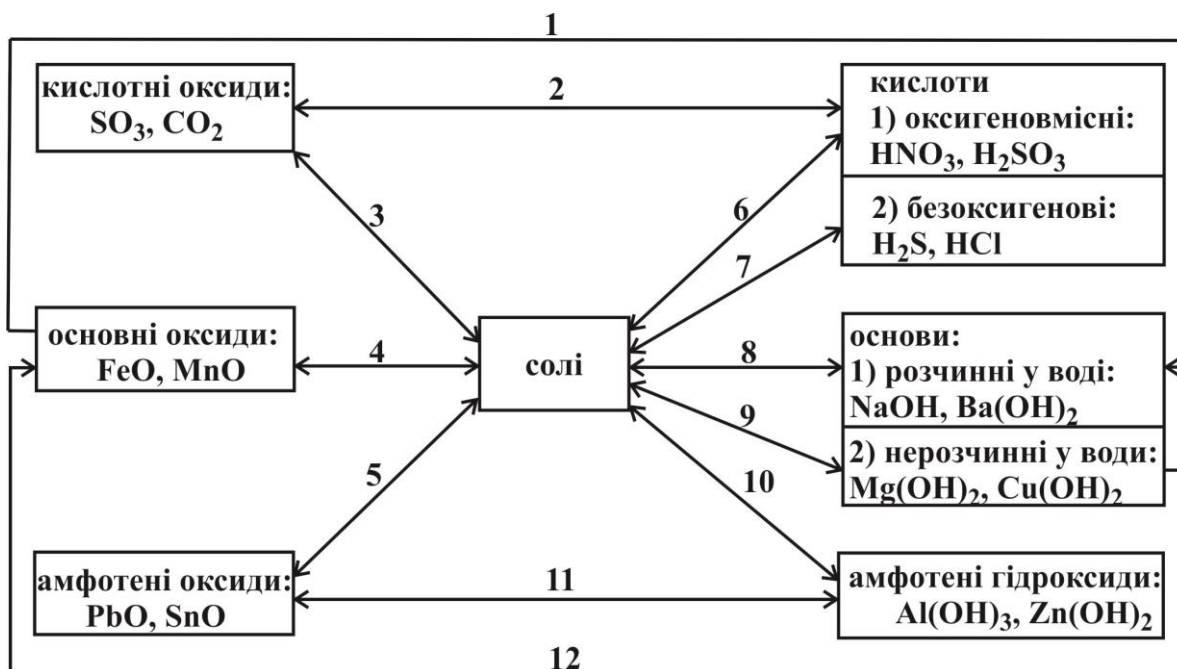 1
кислотні оксиди:
SO₃, CO₂
2
кислоти
1) оксигеновмісні:
HNO₃, H₂SO₃
2) безоксигенові:
H₂S, HCl
3
6
7
основні оксиди:
FeO, MnO
4
солі
8
основи:
1) розчинні у воді:
NaOH, Ba(OH)₂
9
2) нерозчинні у води:
Mg(OH)₂, Cu(OH)₂
5
10
амфотені оксиди:
PbO, SnO
11
амфотені гідроксиди:
Al(OH)₃, Zn(OH)₂
12